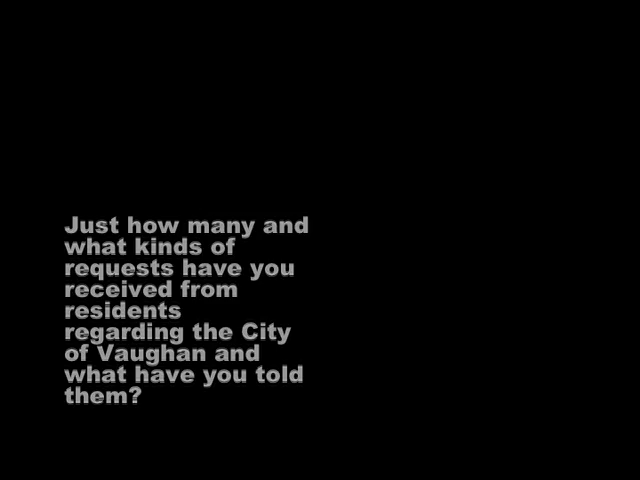 Just how many and
what kinds of
requests have you
received from
residents
regarding the City
of Vaughan and
what have you told
them?